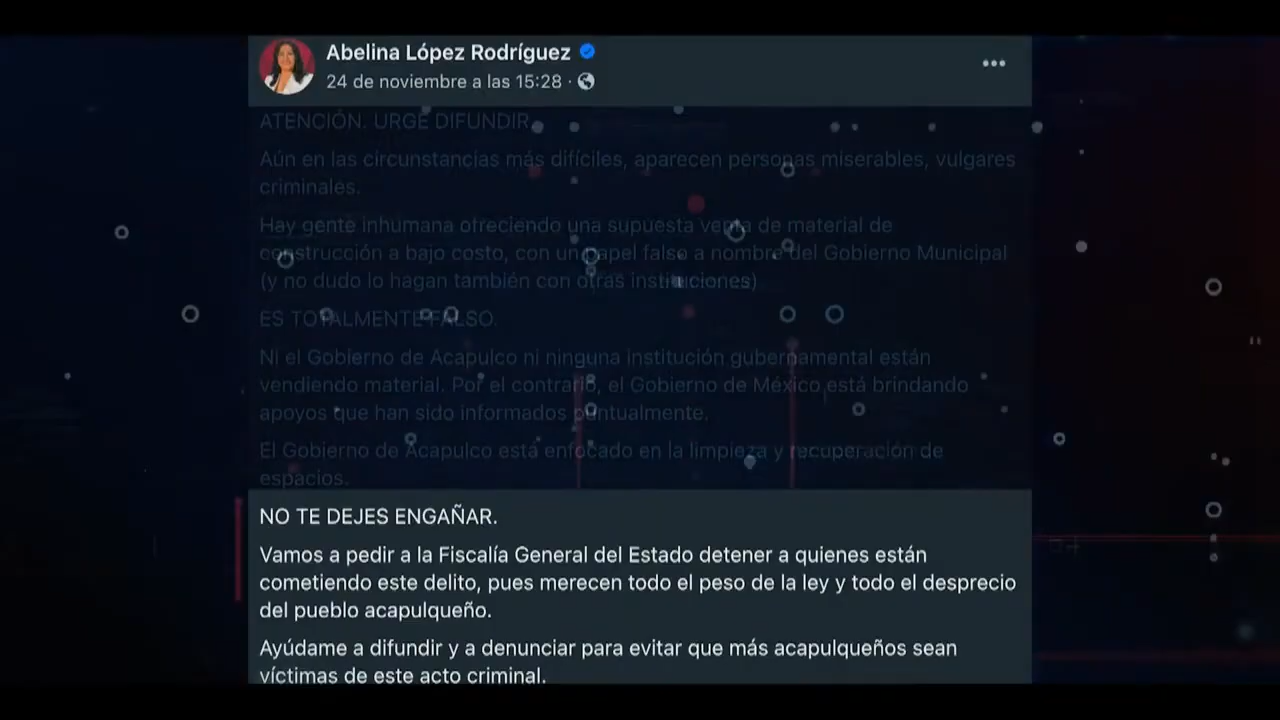 Abelina López Rodríguez
24 de noviembre a las 15:28
ATENCIÓN. URGE DIFUNDIR.
Aún en las circunstancias más difíciles, aparecen personas miserables, vulgares
criminales.
Hay gente inhumana ofreciendo una supuesta venta de material de
construcción a bajo costo, con un papel falso a nombre del Gobierno Municipal
(y no dudo lo hagan también con otras instituciones)
ES TOTALMENTE FALSO.
Ni el Gobierno de Acapulco ni ninguna institución gubernamental están
vendiendo material. Por el contrario, el Gobierno de México está brindando
apoyos que han sido informados puntualmente.
El Gobierno de Acapulco está enfocado en la limpieza y recuperación de
espacios.
NO TE DEJES ENGAÑAR.
Vamos a pedir a la Fiscalía General del Estado detener a quienes están
cometiendo este delito, pues merecen todo el peso de la ley y todo el desprecio
del pueblo acapulqueño.
Ayúdame a difundir y a denunciar para evitar que más acapulqueños sean
víctimas de este acto criminal.